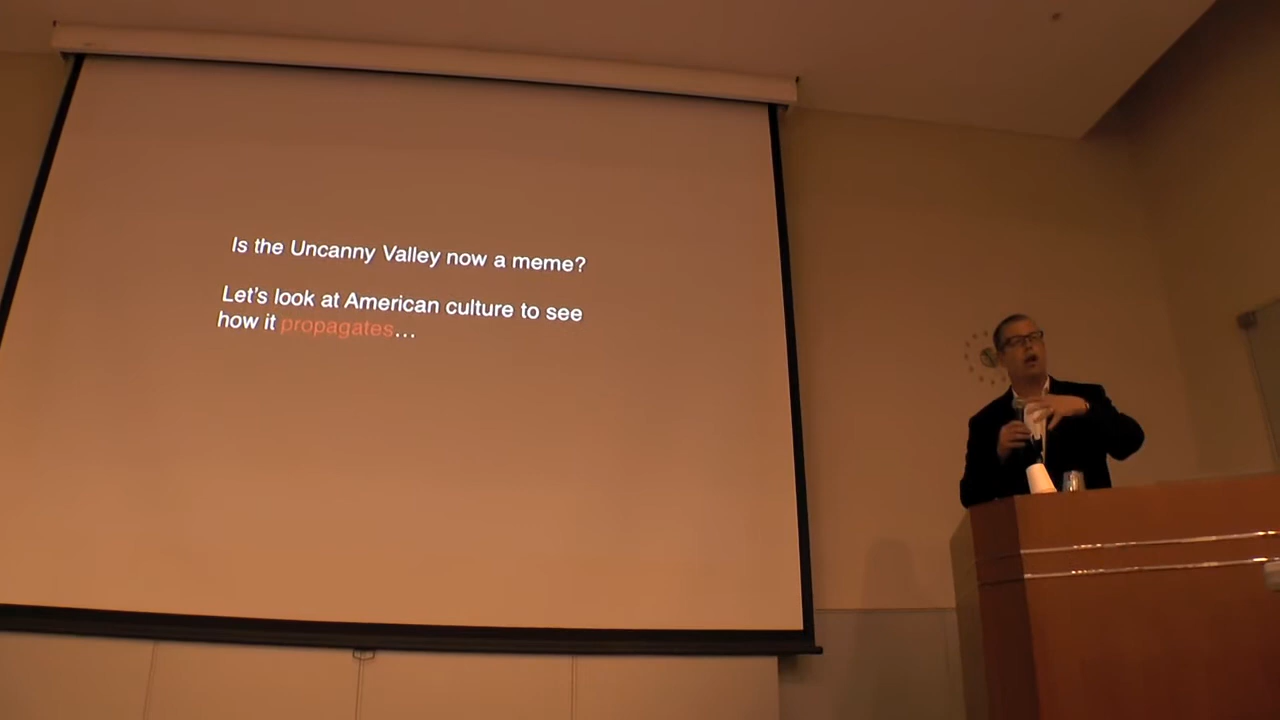 Is the Uncanny Valley now a meme?
Let's look at American culture to see
how it propagates...